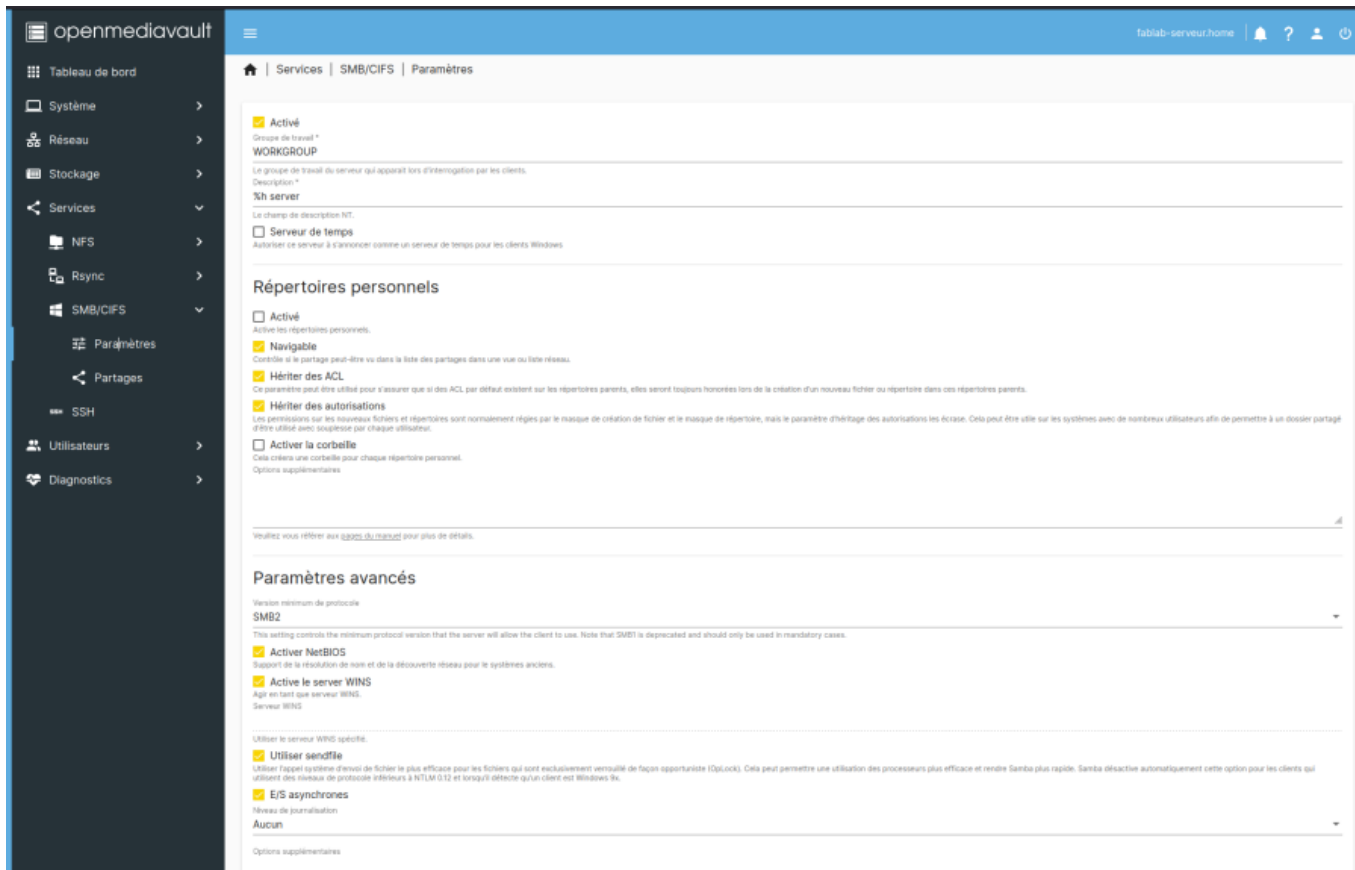 openmediavault
fablab-serveur.home
Tableau de bord
Système
Réseau
Stockage
Services
NFS
Rsync
SMB/CIFS
Paramètres
Partages
SSH
Utilisateurs
Diagnostics
| Services | SMB/CIFS | Paramètres
Activé
Groupe de travail *
WORKGROUP
Le groupe de travail du serveur qui apparait lors d'interrogation par les clients.
Description *
%h server
Le champ de description NT.
Serveur de temps
Autoriser ce serveur à s'annoncer comme un serveur de temps pour les clients Windows
Répertoires personnels
Activé
Active les répertoires personnels.
Navigable
Contrôle si le partage peut-être vu dans la liste des partages dans une vue ou liste réseau.
Hériter des ACL
Ce paramètre peut être utilisé pour s'assurer que si des ACL par défaut existent sur les répertoires parents, elles seront toujours honorées lors de la création d'un nouveau fichier ou répertoire dans ces répertoires parents.
Hériter des autorisations
Les permissions sur les nouveaux fichiers et répertoires sont normalement régies par le masque de création de fichier et le masque de répertoire, mais le paramètre d'héritage des autorisations les écrase. Cela peut être utile sur les systèmes avec de nombreux utilisateurs afin de permettre à un dossier partagé
d'être utilisé avec souplesse par chaque utilisateur.
Activer la corbeille
Cela créera une corbeille pour chaque répertoire personnel.
Options supplémentaires
Veuillez vous référer aux pages du manuel pour plus de détails.
Paramètres avancés
Version minimum de protocole
SMB2
This setting controls the minimum protocol version that the server will allow the client to use. Note that SMB1 is deprecated and should only be used in mandatory cases.
Activer NetBIOS
Support de la résolution de nom et de la découverte réseau pour le systèmes anciens.
Active le server WINS
Agir en tant que serveur WINS.
Serveur WINS
Utiliser le serveur WINS spécifié.
Utiliser sendfile
Utiliser l'appel système d'envoi de fichier le plus efficace pour les fichiers qui sont exclusivement verrouillé de façon opportuniste (OpLock). Cela peut permettre une utilisation des processeurs plus efficace et rendre Samba plus rapide. Samba désactive automatiquement cette option pour les clients qui
utilisent des niveaux de protocole inférieurs à NTLM 0.12 et lorsqu'il détecte qu'un client est Windows 9x.
E/S asynchrones
Niveau de journalisation
Aucun
Options supplémentaires